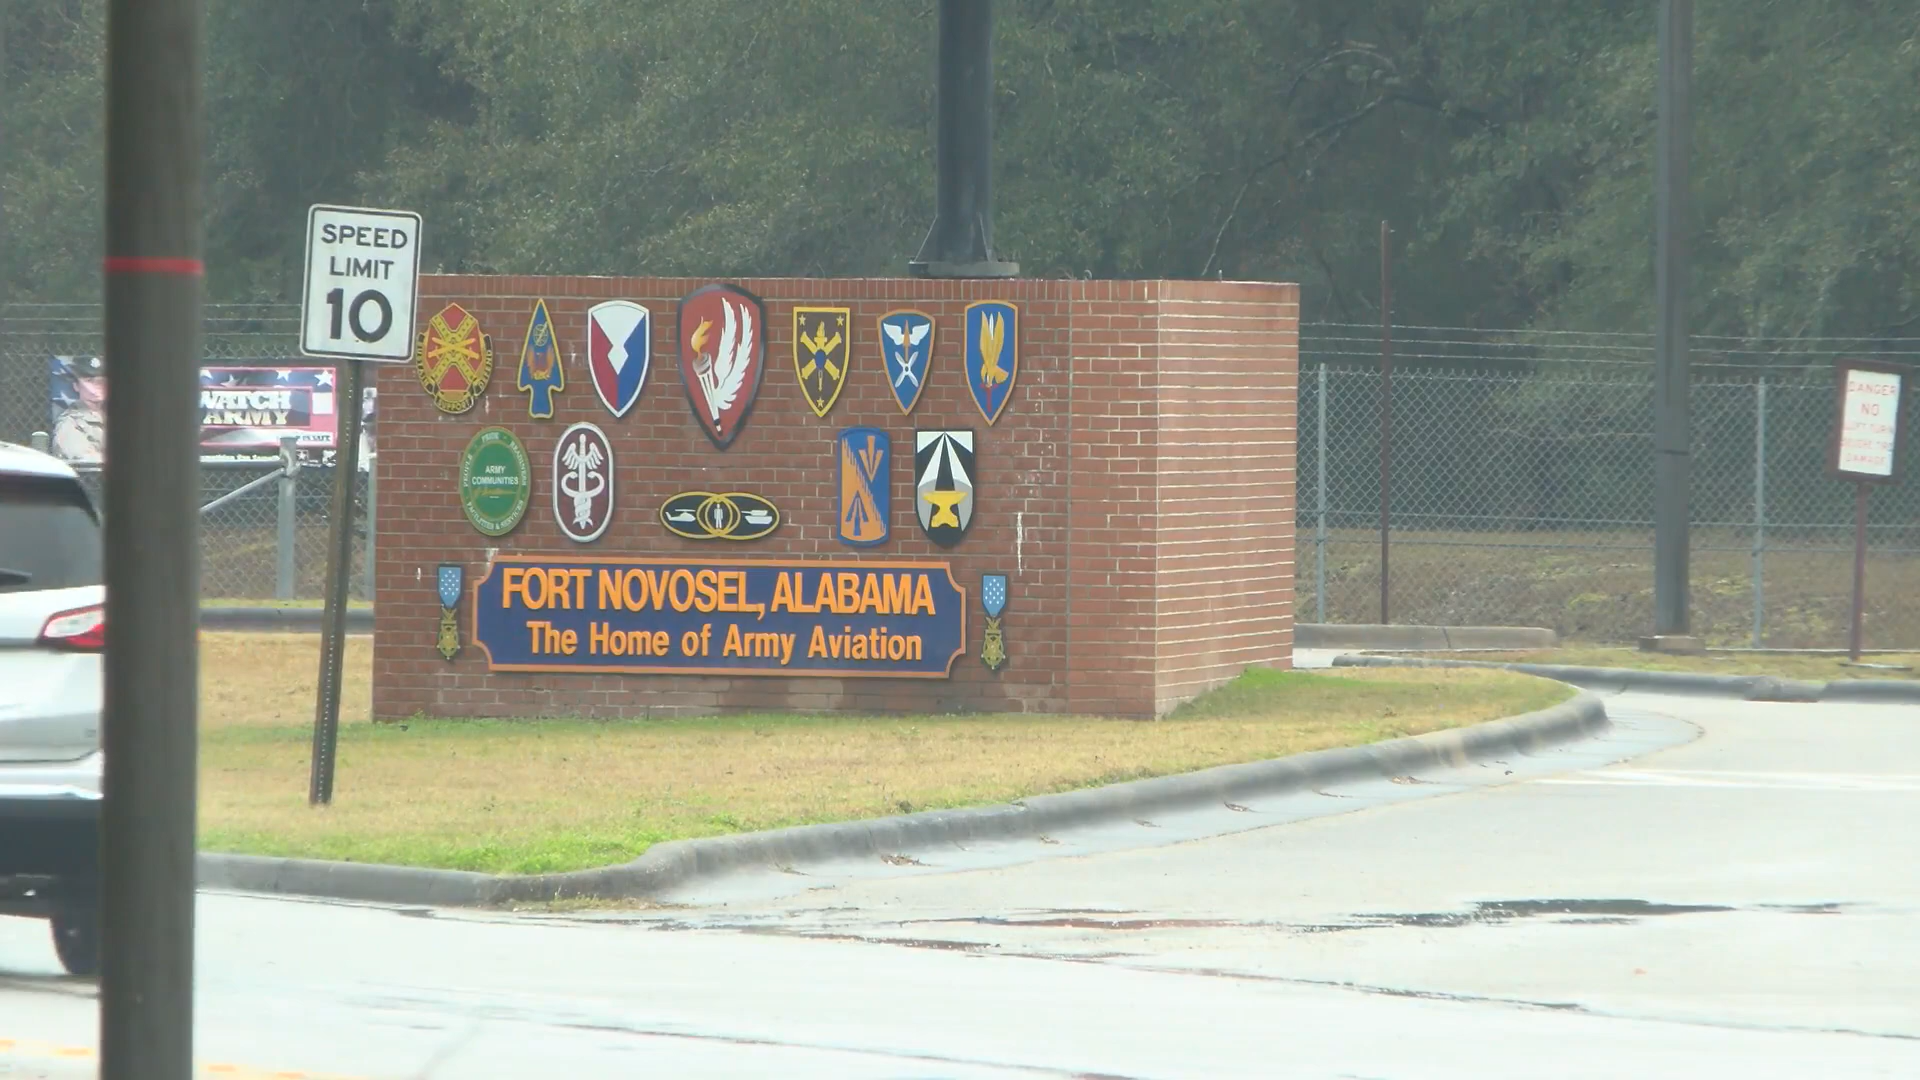 SPEED
LIMIT
10
WATCH
ARMY
ARMY
COMMUNITIES
FORT NOVOSEL, ALABAMA
The Home of Army Aviation
DANGER
NO